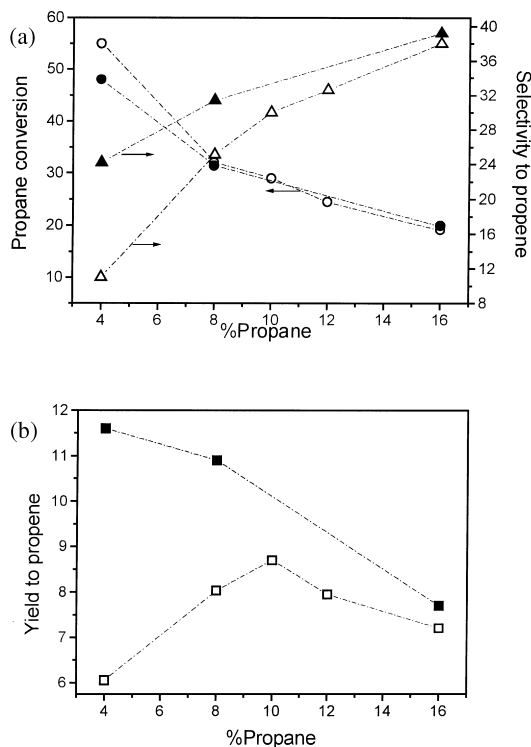 (a)
60
50
40
30
20
10
Propane conversion
40
36
32
28
24
20
16
12
8
Selectivity to propene
4 6 8 10 12 14 16
%Propane
(b)
12
11
10
9
8
7
6
Yield to propene
4 6 8 10 12 14 16
%Propane